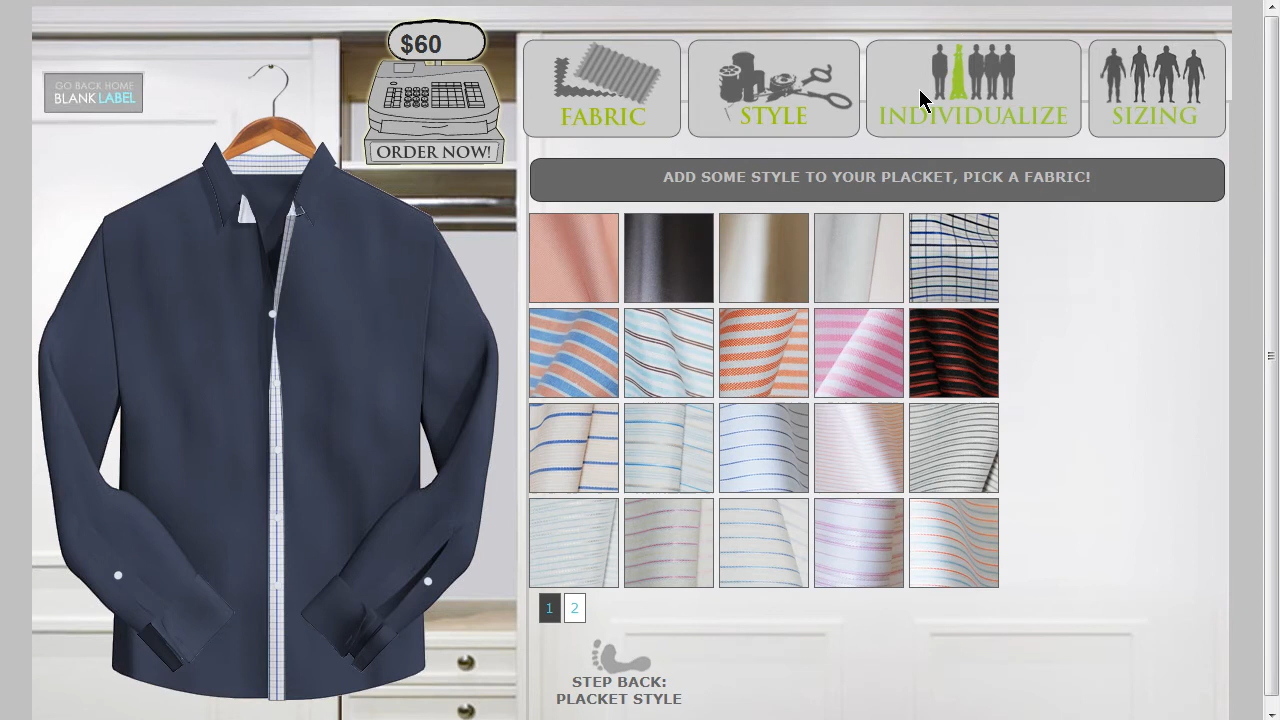 $60
GO BACK HOME
BLANK LABEL
ORDER NOW!
FABRIC
STYLE
INDIVIDUALIZE
SIZING
ADD SOME STYLE TO YOUR PLACKET, PICK A FABRIC!
1 2
STEP BACK:
PLACKET STYLE